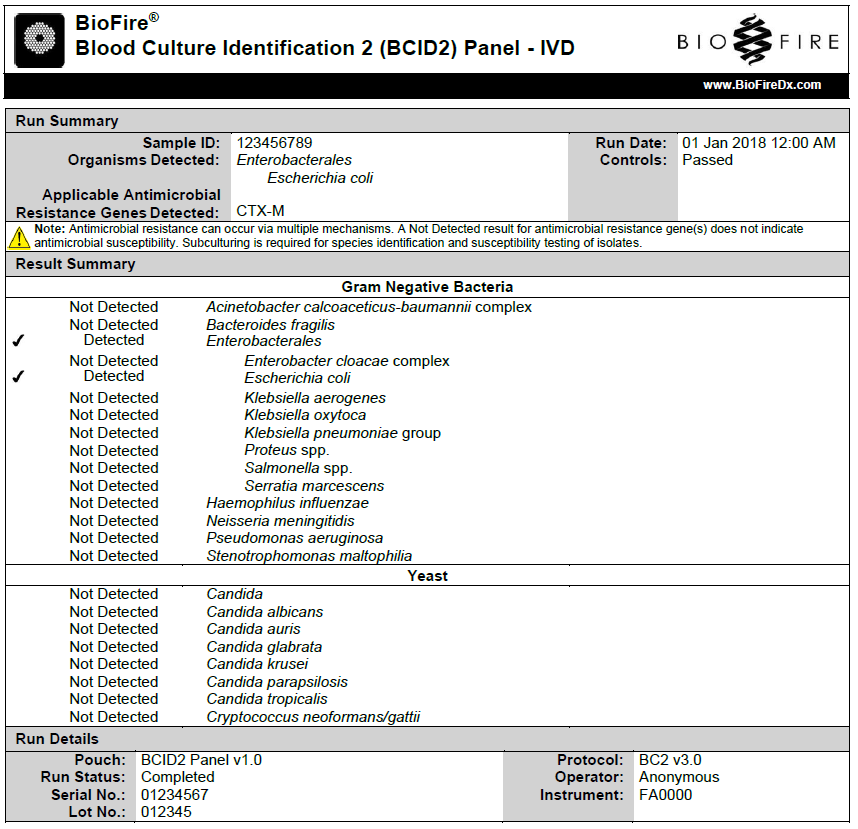 BioFire®
Blood Culture Identification 2 (BCID2) Panel - IVD
BIO FIRE
www.BioFireDx.com
Run Summary
Sample ID: 123456789 Run Date: 01 Jan 2018 12:00 AM
Organisms Detected: Enterobacterales Controls: Passed
Escherichia coli
Applicable Antimicrobial
Resistance Genes Detected: CTX-M
Note: Antimicrobial resistance can occur via multiple mechanisms. A Not Detected result for antimicrobial resistance gene(s) does not indicate
antimicrobial susceptibility. Subculturing is required for species identification and susceptibility testing of isolates.
Result Summary
Gram Negative Bacteria
Not Detected Acinetobacter calcoaceticus-baumannii complex
Not Detected Bacteroides fragilis
✓ Detected Enterobacterales
Not Detected Enterobacter cloacae complex
✓ Detected Escherichia coli
Not Detected Klebsiella aerogenes
Not Detected Klebsiella oxytoca
Not Detected Klebsiella pneumoniae group
Not Detected Proteus spp.
Not Detected Salmonella spp.
Not Detected Serratia marcescens
Not Detected Haemophilus influenzae
Not Detected Neisseria meningitidis
Not Detected Pseudomonas aeruginosa
Not Detected Stenotrophomonas maltophilia
Yeast
Not Detected Candida
Not Detected Candida albicans
Not Detected Candida auris
Not Detected Candida glabrata
Not Detected Candida krusei
Not Detected Candida parapsilosis
Not Detected Candida tropicalis
Not Detected Cryptococcus neoformans/gattii
Run Details
Pouch: BCID2 Panel v1.0 Protocol: BC2 v3.0
Run Status: Completed Operator: Anonymous
Serial No.: 01234567 Instrument: FA0000
Lot No.: 012345